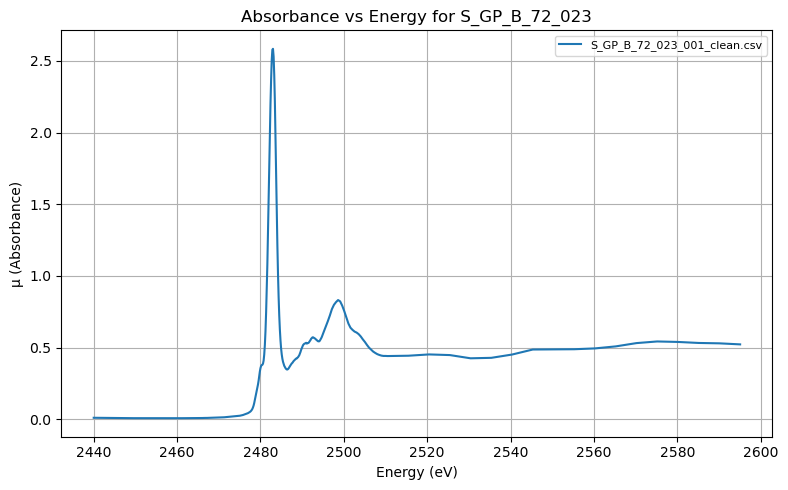 Absorbance vs Energy for S_GP_B_72_023
S_GP_B_72_023_001_clean.csv
μ (Absorbance)
2.5
2.0
1.5
1.0
0.5
0.0
2440 2460 2480 2500 2520 2540 2560 2580 2600
Energy (eV)